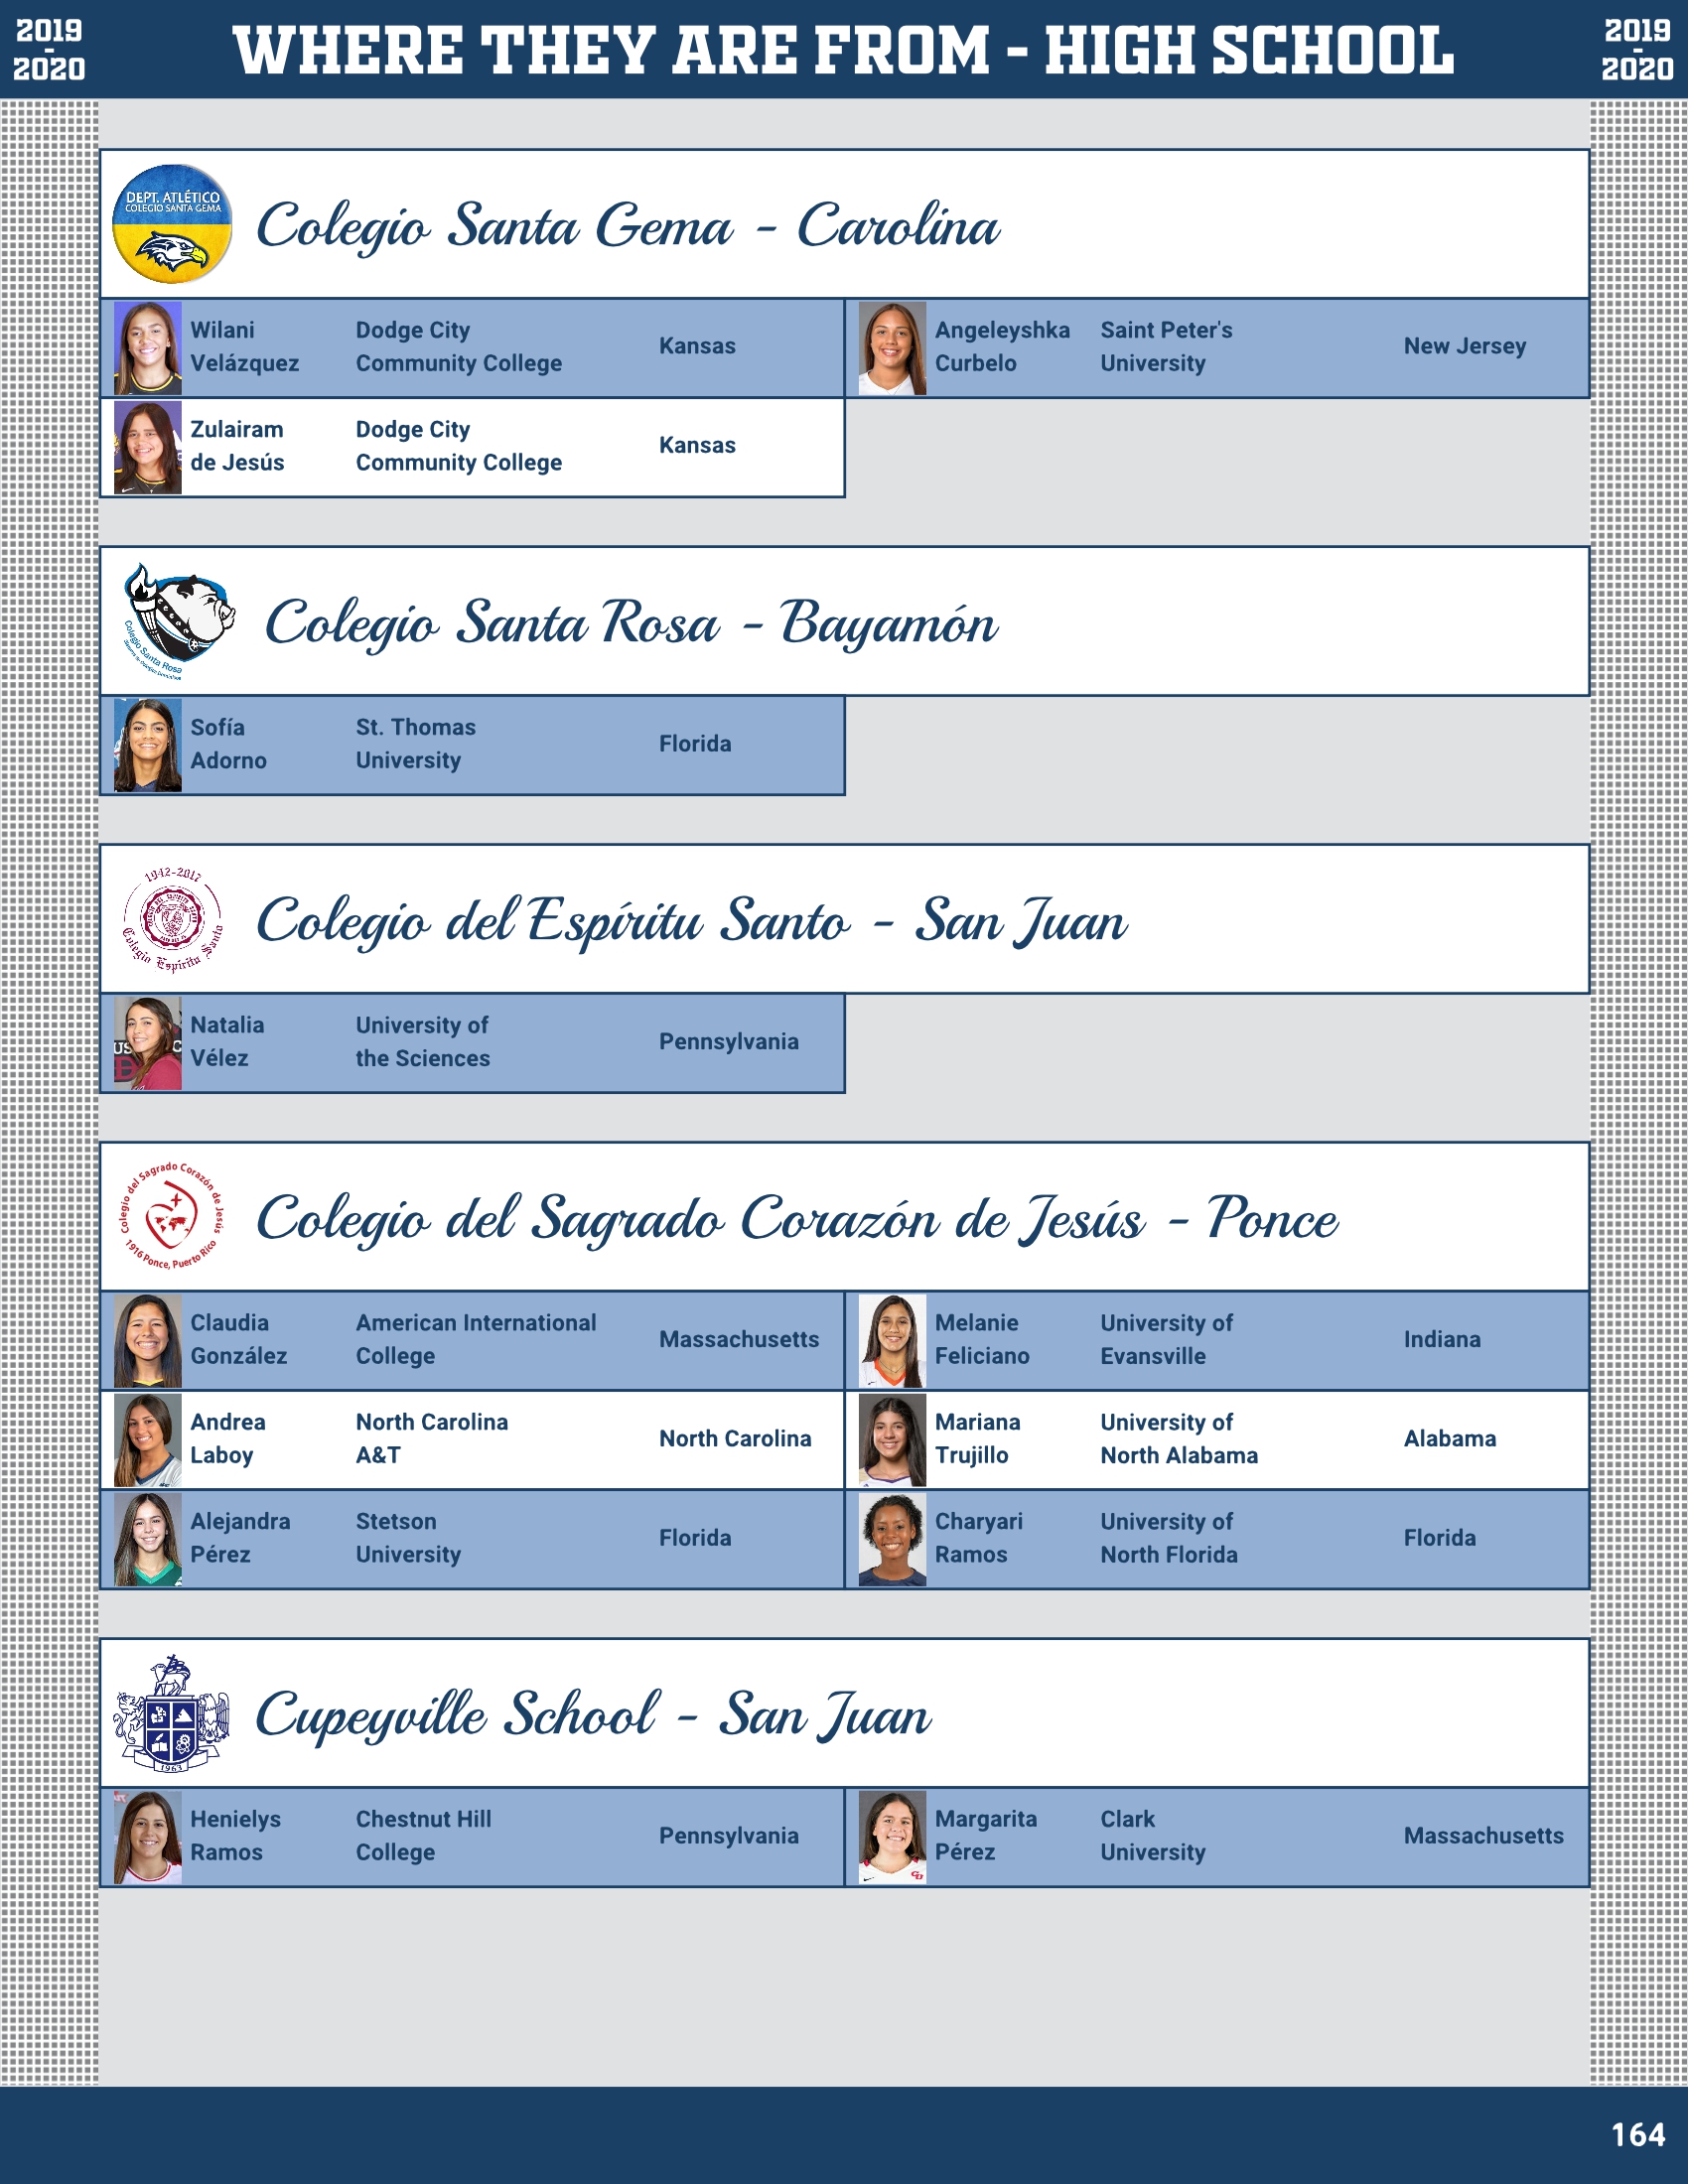 2019
-
2020
WHERE THEY ARE FROM - HIGH SCHOOL
2019
-
2020
DEPT. ATLÉTICO
COLEGIO SANTA GEMA
Colegio Santa Gema - Carolina
Wilani
Velázquez
Dodge City
Community College
Kansas
Angeleyshka
Curbelo
Saint Peter's
University
New Jersey
Zulairam
de Jesús
Dodge City
Community College
Kansas
Colegio Santa Rosa
Colegio Santa Rosa - Bayamón
Sofía
Adorno
St. Thomas
University
Florida
1942-2017
Colegio Espíritu Santo
Colegio del Espíritu Santo - San Juan
Natalia
Vélez
University of
the Sciences
Pennsylvania
Colegio del Sagrado Corazón de Jesús
1916 Ponce, Puerto Rico
Colegio del Sagrado Corazón de Jesús - Ponce
Claudia
González
American International
College
Massachusetts
Melanie
Feliciano
University of
Evansville
Indiana
Andrea
Laboy
North Carolina
A&T
North Carolina
Mariana
Trujillo
University of
North Alabama
Alabama
Alejandra
Pérez
Stetson
University
Florida
Charyari
Ramos
University of
North Florida
Florida
1963
Cupeyville School - San Juan
Henielys
Ramos
Chestnut Hill
College
Pennsylvania
Margarita
Pérez
Clark
University
Massachusetts
164